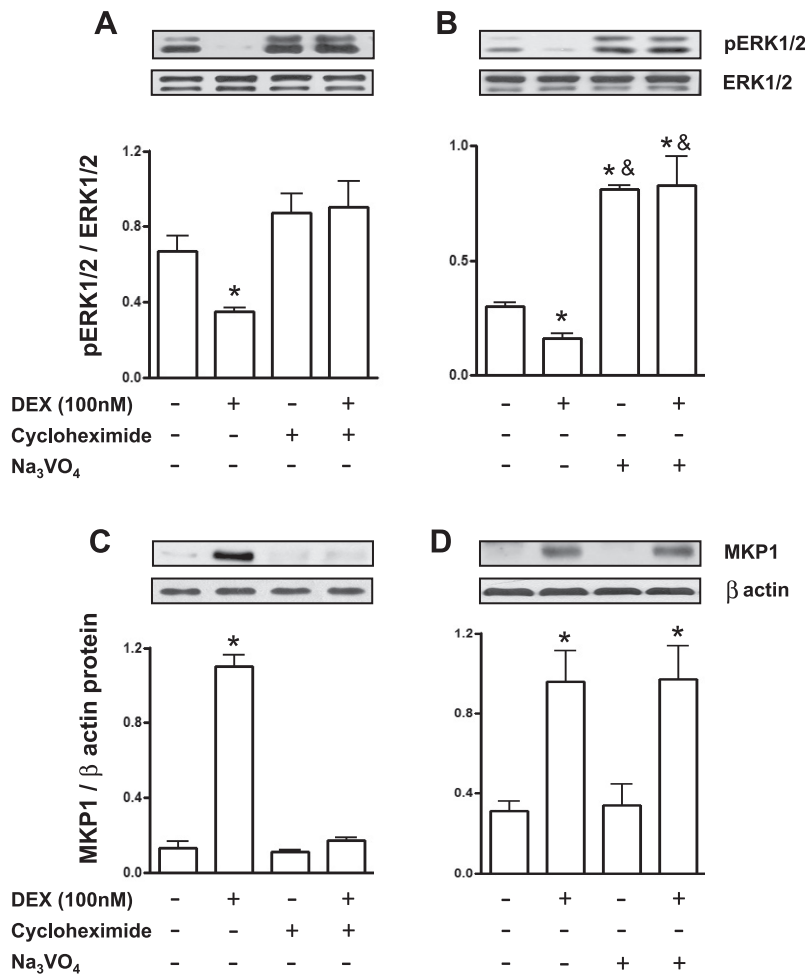 A
B
pERK1/2
ERK1/2
pERK1/2 / ERK1/2
1.2
0.8
0.4
0.0
*
1.0
0.5
0.0
*
* &
* &
DEX (100nM) - + - + - + - +
Cycloheximide - - + + - - - -
Na₃VO₄ - - - - - - + +
C
D
MKP1
β actin
MKP1 / β actin protein
1.2
0.8
0.4
0.0
*
1.2
0.8
0.4
0.0
*
*
DEX (100nM) - + - + - + - +
Cycloheximide - - + + - - - -
Na₃VO₄ - - - - - - + +